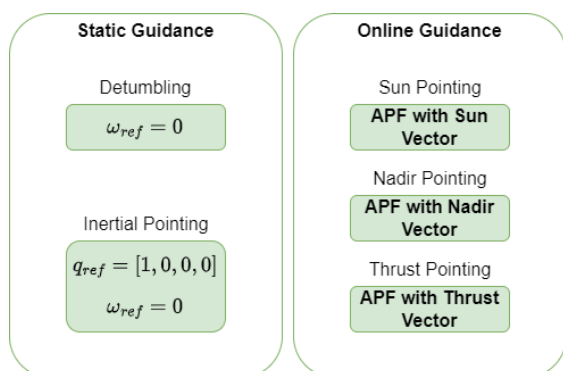 Static Guidance
Detumbling
ω_ref = 0
Inertial Pointing
q_ref = [1, 0, 0, 0]
ω_ref = 0
Online Guidance
Sun Pointing
APF with Sun
Vector
Nadir Pointing
APF with Nadir
Vector
Thrust Pointing
APF with Thrust
Vector